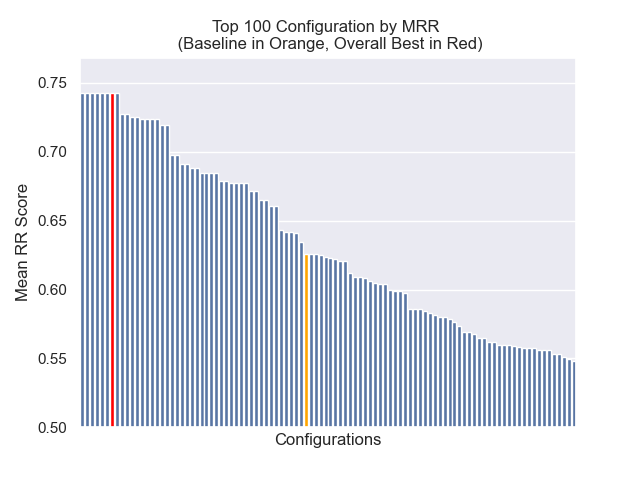 Top 100 Configuration by MRR
(Baseline in Orange, Overall Best in Red)
0.75
0.70
0.65
0.60
0.55
0.50
Mean RR Score
Configurations